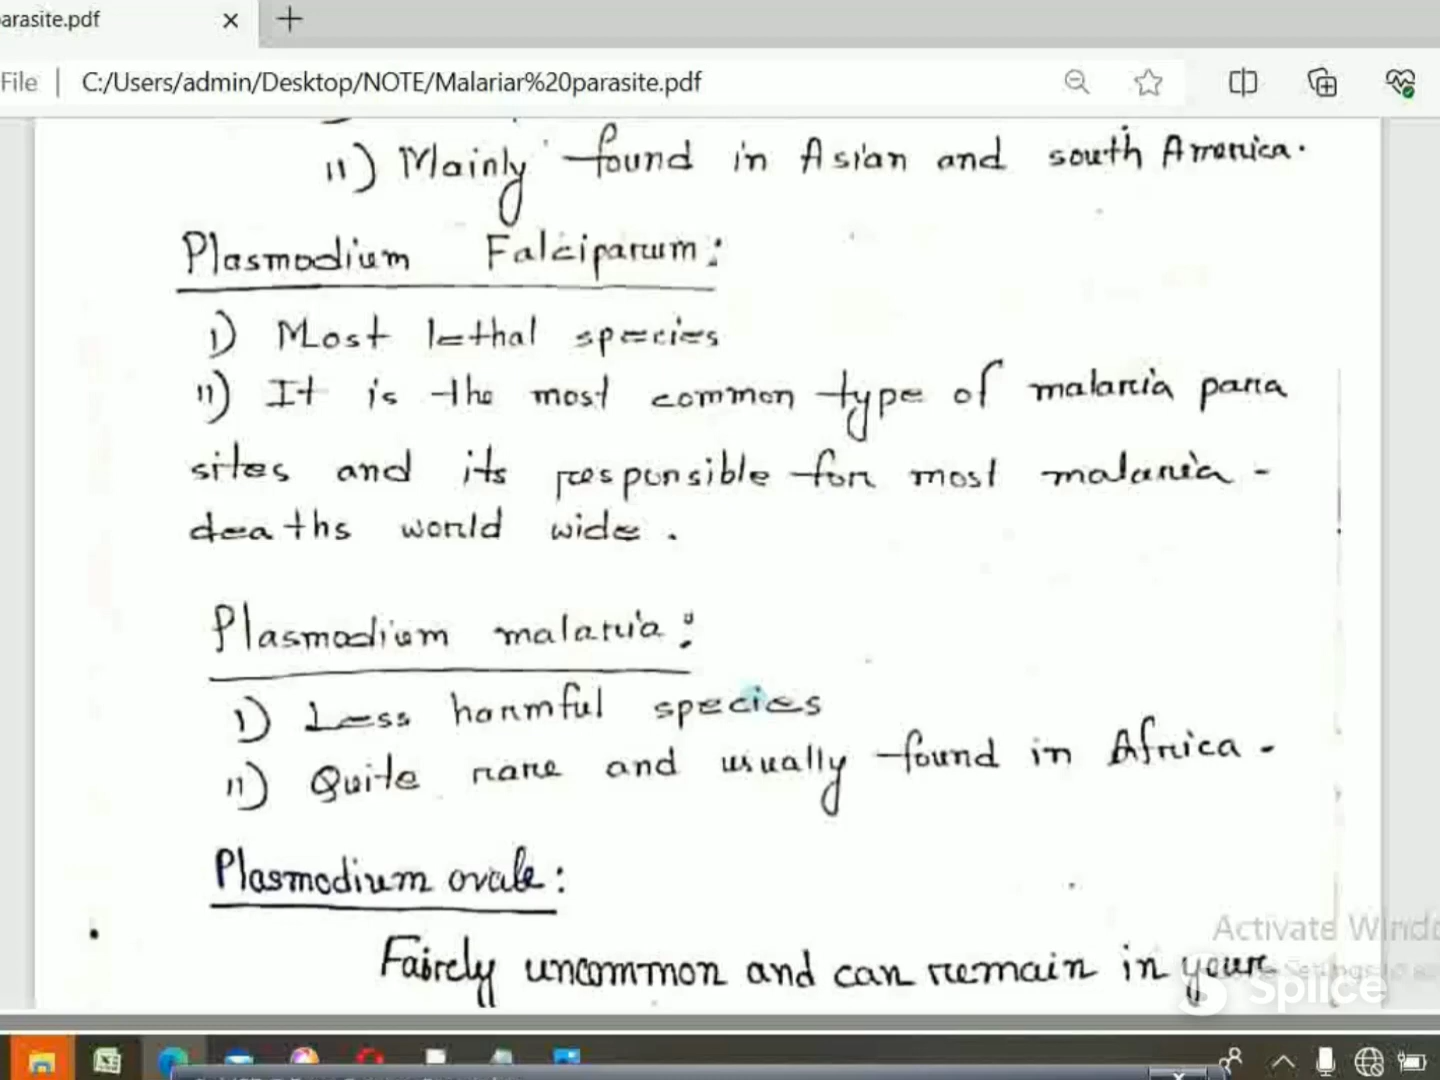 arasite.pdf
File | C:/Users/admin/Desktop/NOTE/Malariar%20parasite.pdf
II) Mainly found in Asian and south America.
Plasmodium Falciparum:
I) Most lethal species
II) It is the most common type of malaria para
sites and its responsible for most malaria -
deaths world wide.
Plasmodium malaria:
I) Less harmful species
II) Quite rare and usually found in Africa.
Plasmodium ovale:
Fairely uncommon and can remain in your
Activate Windo
Splice